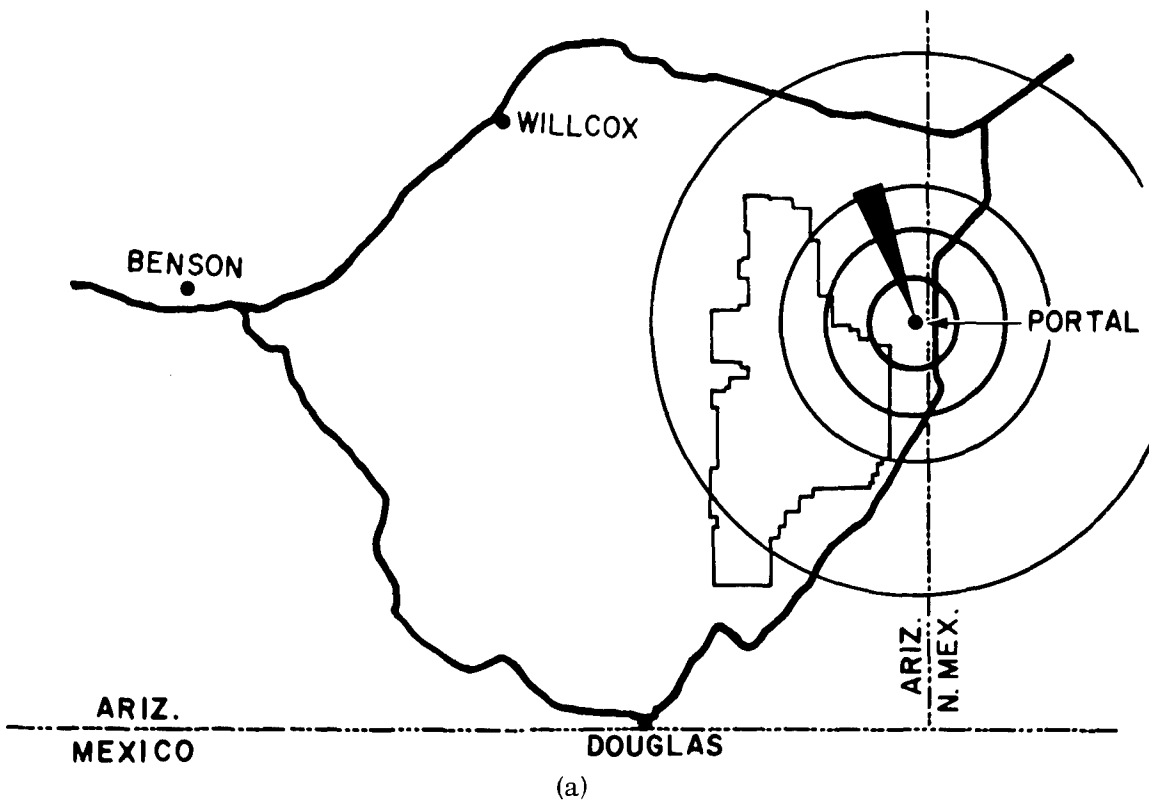 WILLCOX
BENSON
PORTAL
ARIZ.
N. MEX.
ARIZ.
MEXICO
DOUGLAS
(a)